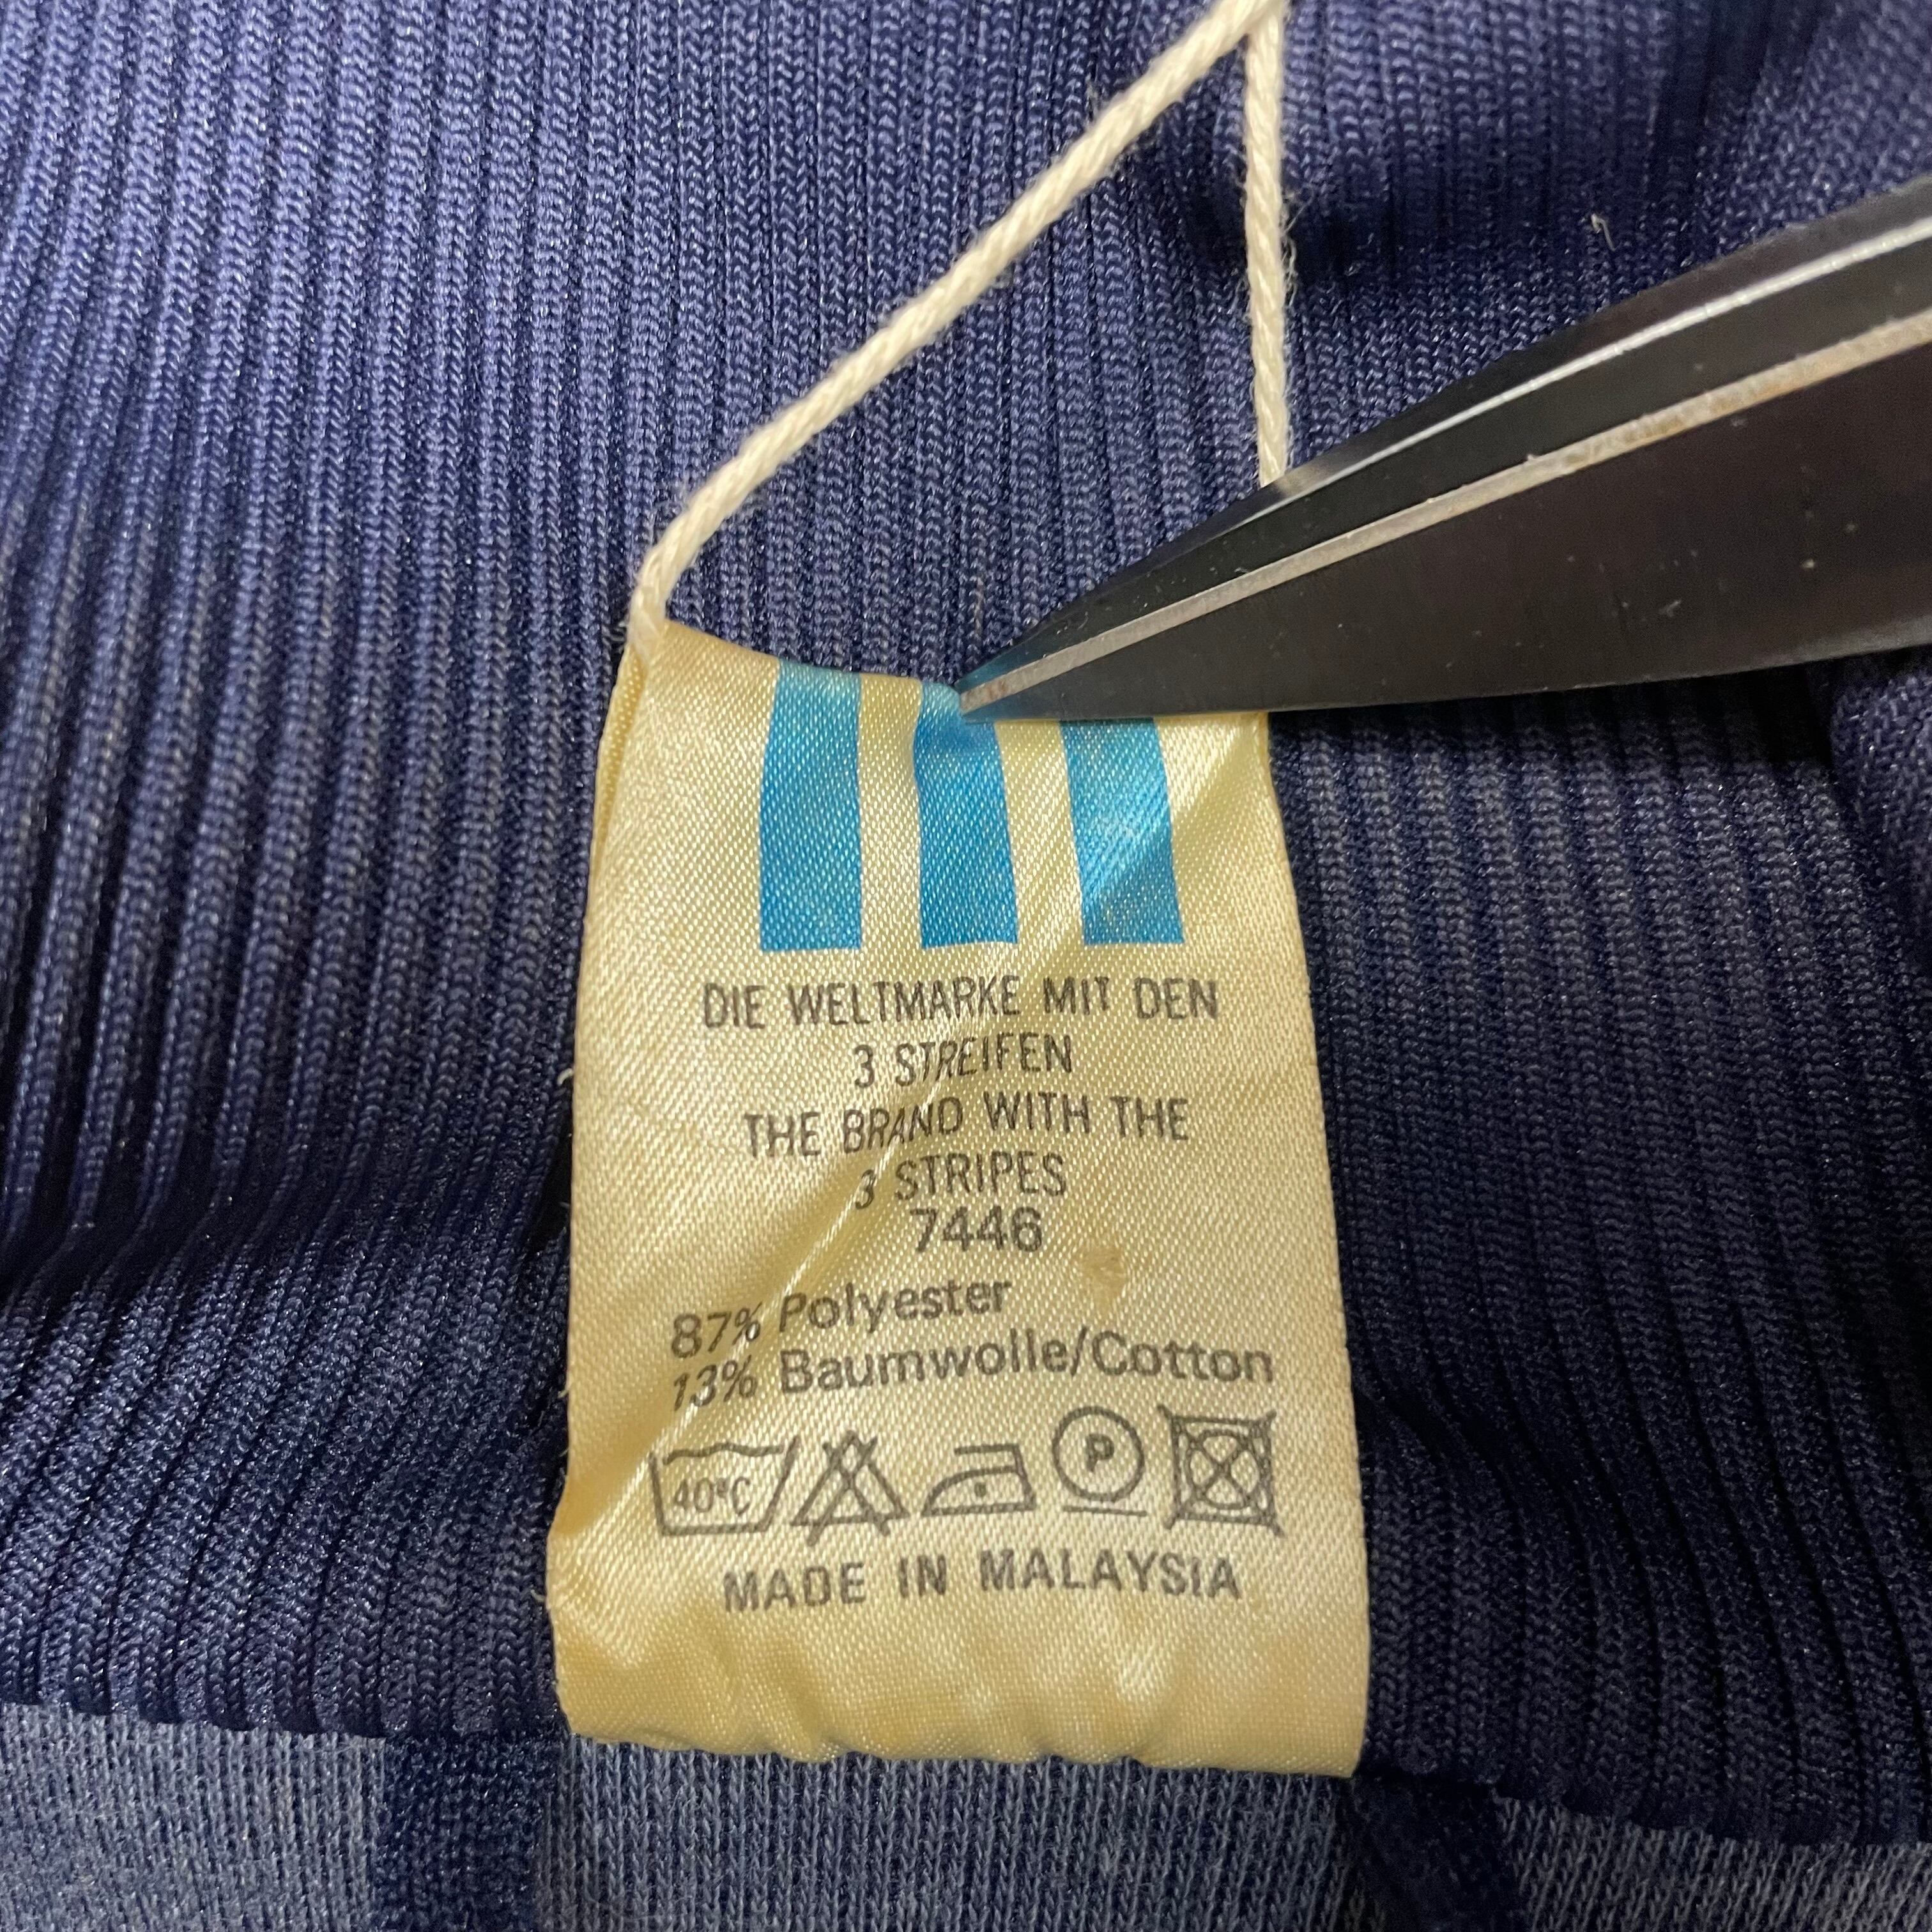 DIE WELTMARKE MIT DEN
3 STREIFEN
THE BRAND WITH THE
3 STRIPES
7446
87% Polyester
13% Baumwolle/Cotton
40°C P
MADE IN MALAYSIA